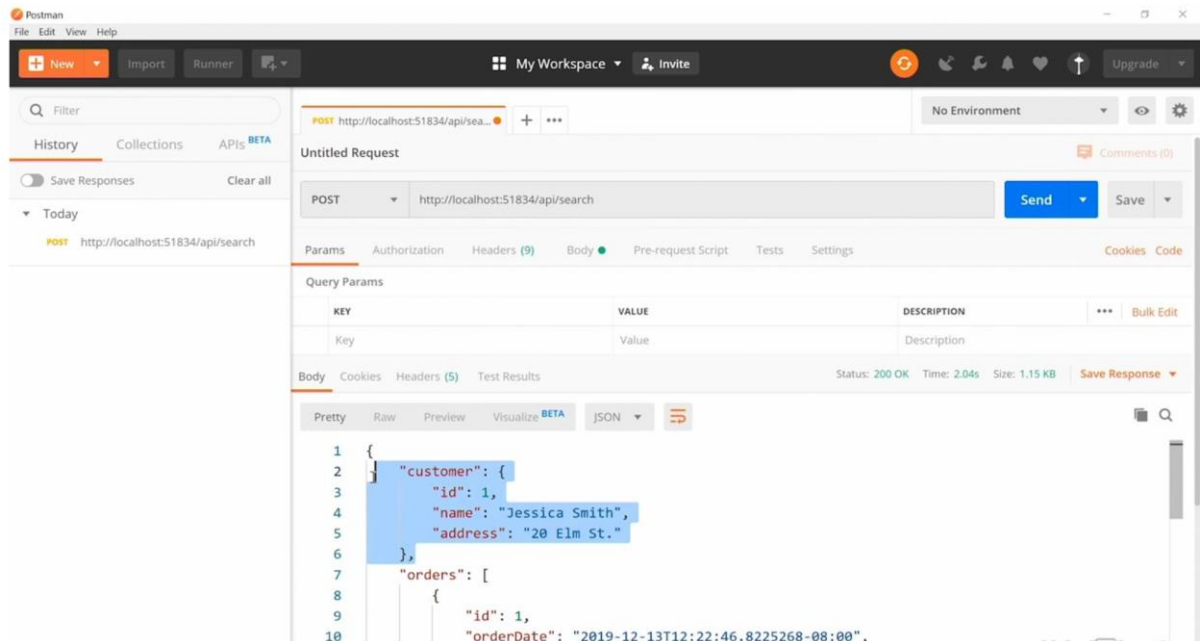 Postman
File Edit View Help
New Import Runner My Workspace Invite Upgrade
Filter
History Collections APIs BETA
Save Responses Clear all
Today
POST http://localhost:51834/api/search
POST http://localhost:51834/api/sea... No Environment
Untitled Request Comments (0)
POST http://localhost:51834/api/search Send Save
Params Authorization Headers (9) Body Pre-request Script Tests Settings Cookies Code
Query Params
KEY VALUE DESCRIPTION Bulk Edit
Key Value Description
Body Cookies Headers (5) Test Results Status: 200 OK Time: 2.04s Size: 1.15 KB Save Response
Pretty Raw Preview Visualize BETA JSON
1 {
2 "customer": {
3 "id": 1,
4 "name": "Jessica Smith",
5 "address": "20 Elm St."
6 },
7 "orders": [
8 {
9 "id": 1,
10 "orderDate": "2019-12-13T12:22:46.8225268-08:00",